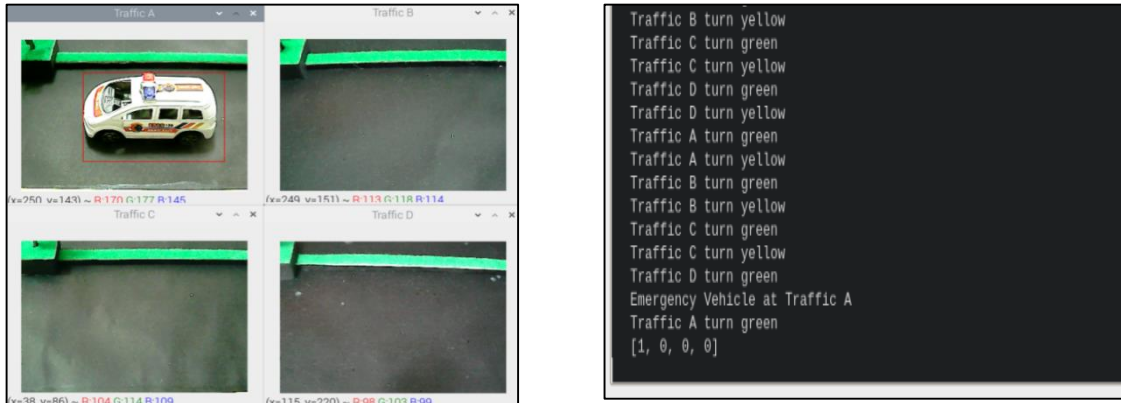 Traffic A
Traffic B
(x=250, y=143) ~ R:170 G:177 B:145
(x=249, y=151) ~ R:113 G:118 B:114
Traffic C
Traffic D
(x=38, y=86) ~ R:104 G:114 B:109
(x=115, y=220) ~ R:98 G:103 B:99
Traffic B turn yellow
Traffic C turn green
Traffic C turn yellow
Traffic D turn green
Traffic D turn yellow
Traffic A turn green
Traffic A turn yellow
Traffic B turn green
Traffic B turn yellow
Traffic C turn green
Traffic C turn yellow
Traffic D turn green
Emergency Vehicle at Traffic A
Traffic A turn green
[1, 0, 0, 0]